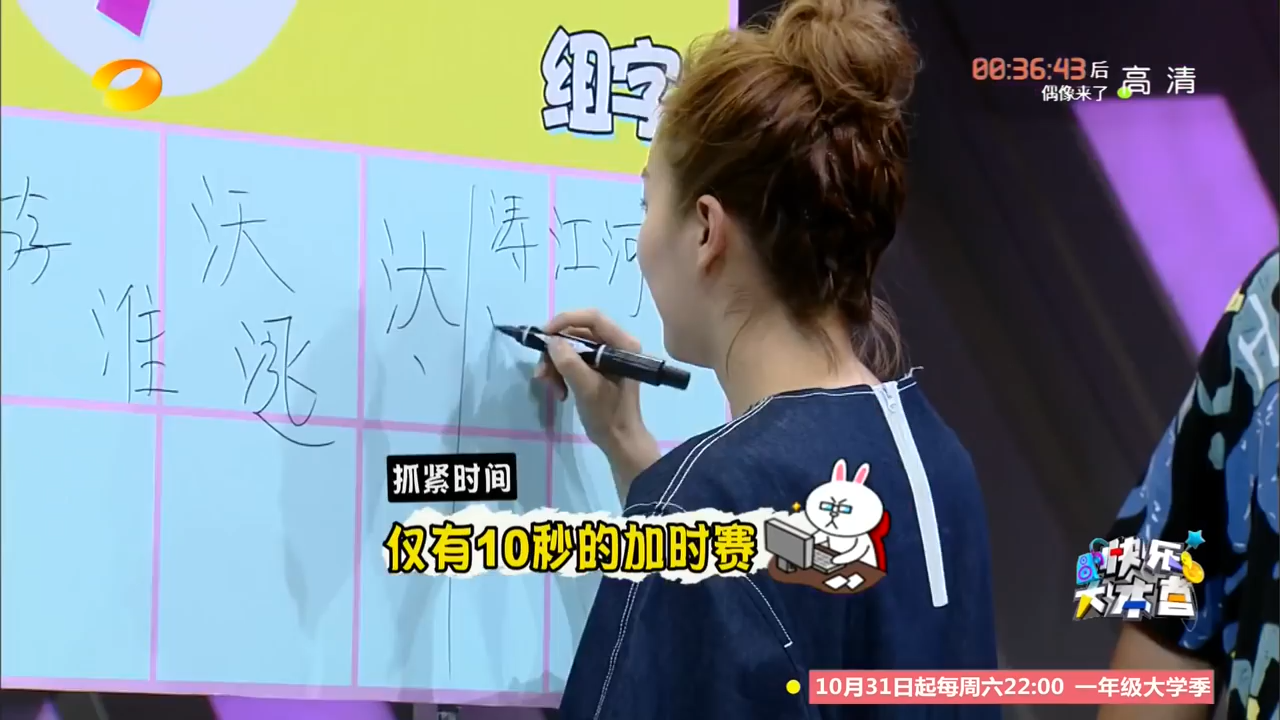 组字
00:36:43后
偶像来了
高清
游 沃 汏 涛 江 河
淮 逃
抓紧时间
仅有10秒的加时赛
快乐大本营
10月31日起每周六22:00 一年级大学季